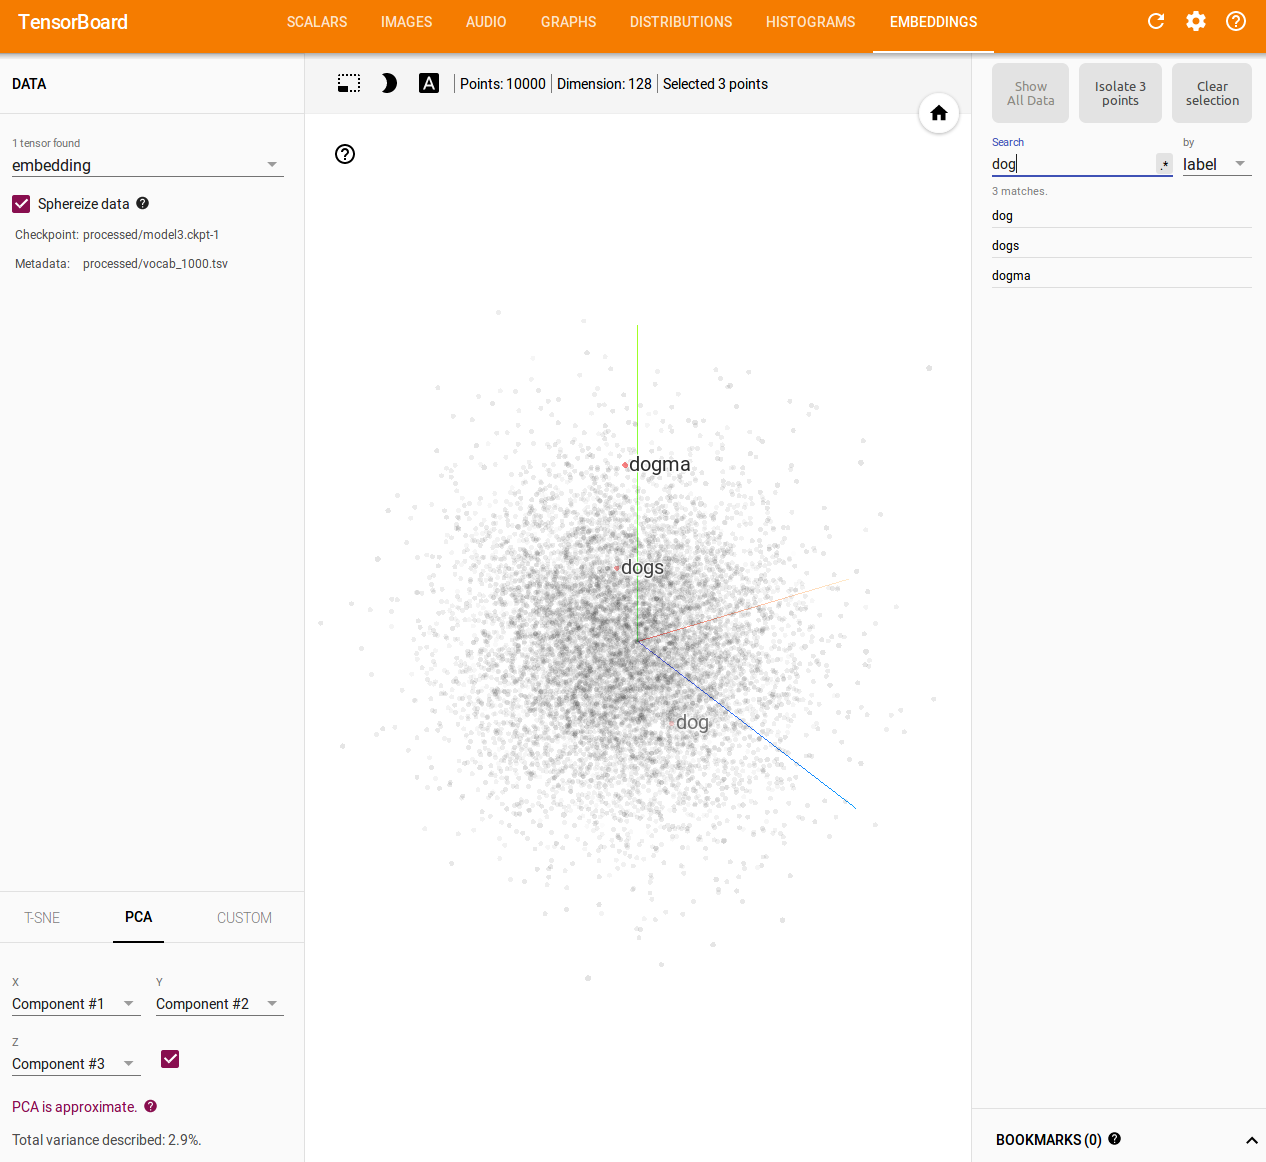 TensorBoard
SCALARS IMAGES AUDIO GRAPHS DISTRIBUTIONS HISTOGRAMS EMBEDDINGS
DATA
1 tensor found
embedding
Sphereize data
Checkpoint: processed/model3.ckpt-1
Metadata: processed/vocab_1000.tsv
T-SNE PCA CUSTOM
X Y
Component #1 Component #2
Z
Component #3
PCA is approximate.
Total variance described: 2.9%.
A Points: 10000 Dimension: 128 Selected 3 points
dogma
dogs
dog
Show
All Data
Isolate 3
points
Clear
selection
Search by
dog .* label
3 matches.
dog
dogs
dogma
BOOKMARKS (0)